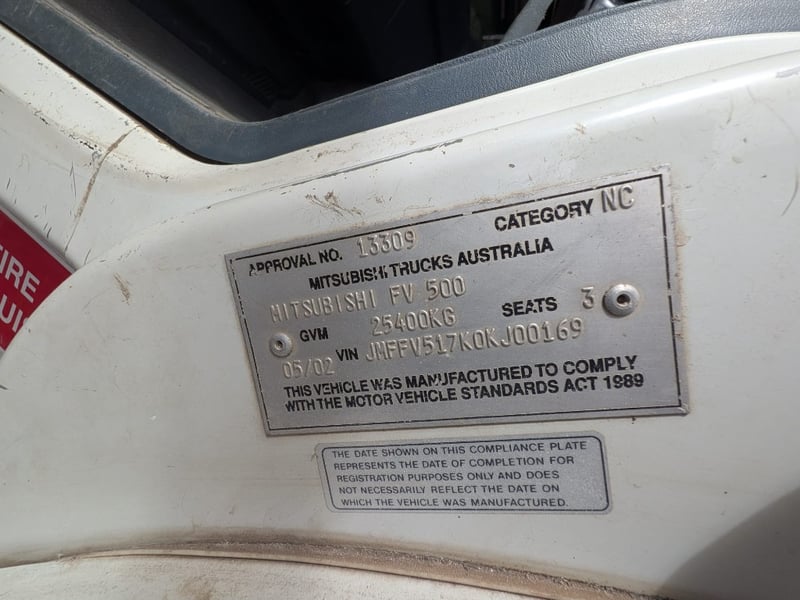 APPROVAL NO. 13309 CATEGORY NC
MITSUBISHI TRUCKS AUSTRALIA
MITSUBISHI FV 500
GVM 25400KG SEATS 3
05/02 VIN JMFFV517K0KJ00169
THIS VEHICLE WAS MANUFACTURED TO COMPLY
WITH THE MOTOR VEHICLE STANDARDS ACT 1989
THE DATE SHOWN ON THIS COMPLIANCE PLATE
REPRESENTS THE DATE OF COMPLETION FOR
REGISTRATION PURPOSES ONLY AND DOES
NOT NECESSARILY REFLECT THE DATE ON
WHICH THE VEHICLE WAS MANUFACTURED.